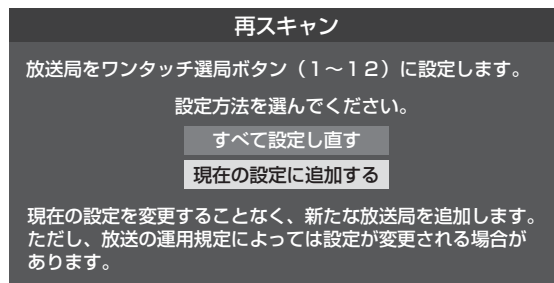 再スキャン
放送局をワンタッチ選局ボタン（１～１２）に設定します。
設定方法を選んでください。
すべて設定し直す
現在の設定に追加する
現在の設定を変更することなく、新たな放送局を追加します。
ただし、放送の運用規定によっては設定が変更される場合が
あります。